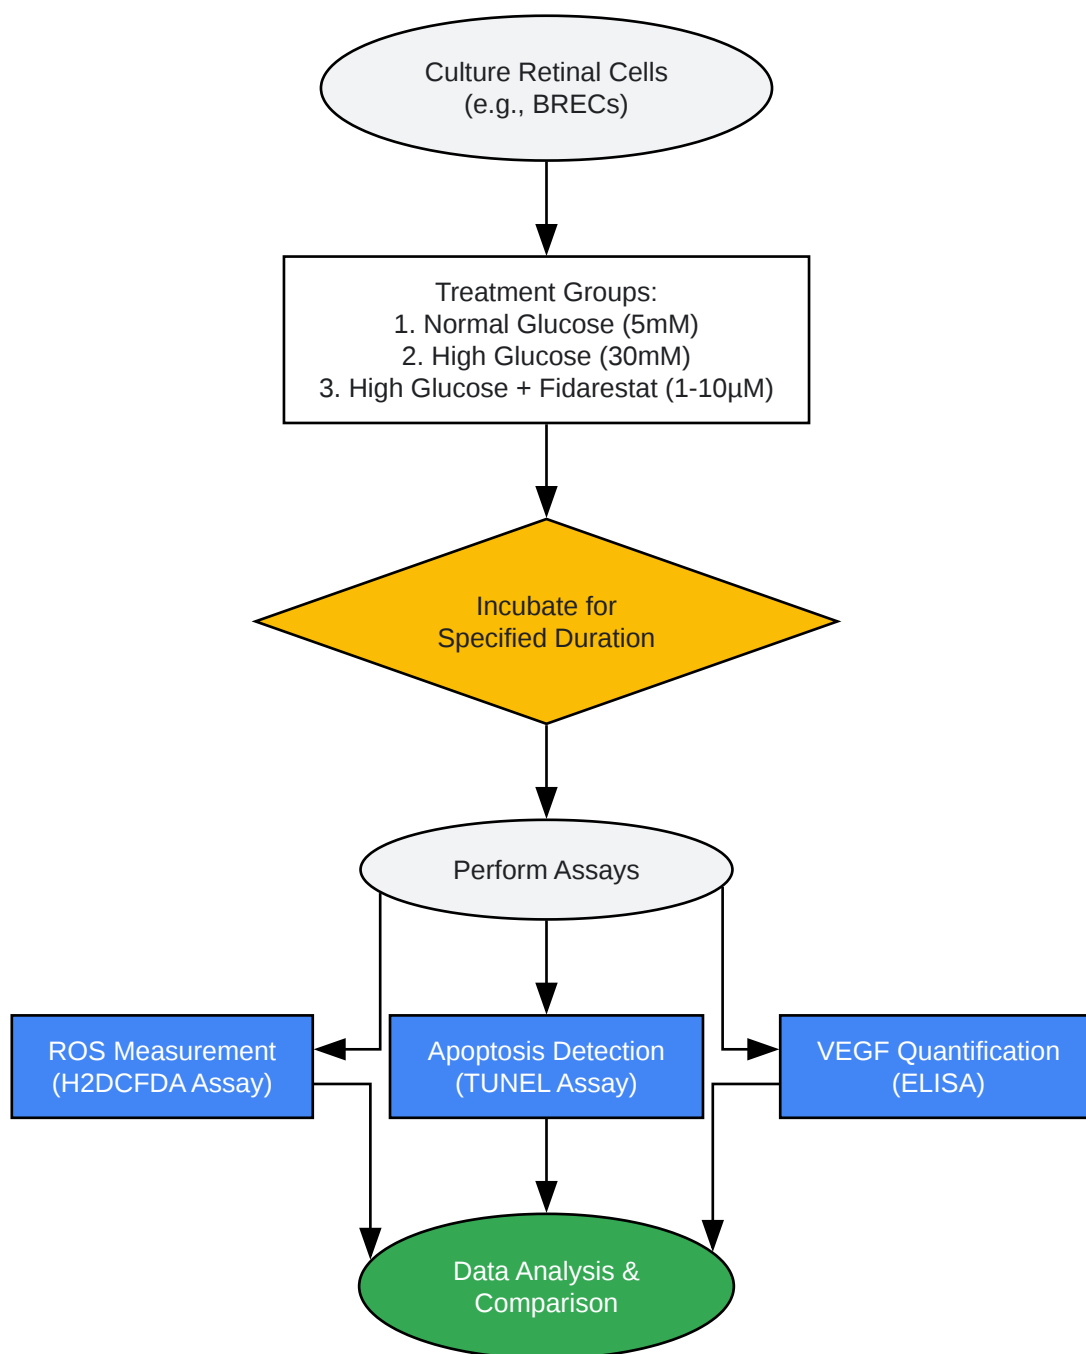 Culture Retinal Cells
(e.g., BRECs)
Treatment Groups:
1. Normal Glucose (5mM)
2. High Glucose (30mM)
3. High Glucose + Fidarestat (1-10µM)
Incubate for
Specified Duration
Perform Assays
ROS Measurement
(H2DCFDA Assay)
Apoptosis Detection
(TUNEL Assay)
VEGF Quantification
(ELISA)
Data Analysis &
Comparison